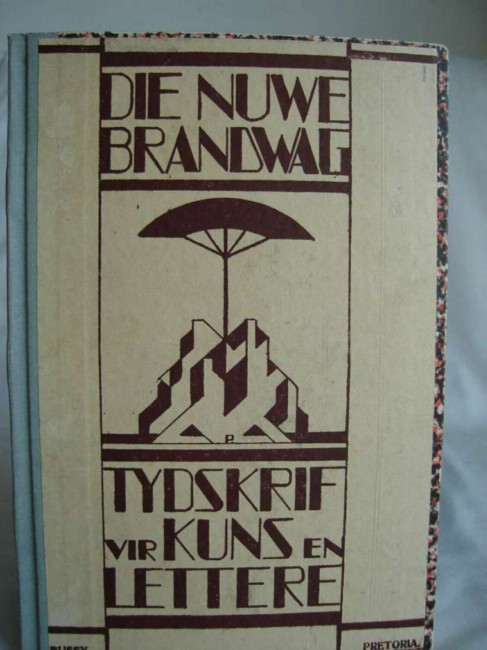 DIE NUWE
BRANDWAG
P.
TYDSKRIF
VIR KUNS EN
LETTERE
PRETORIA.